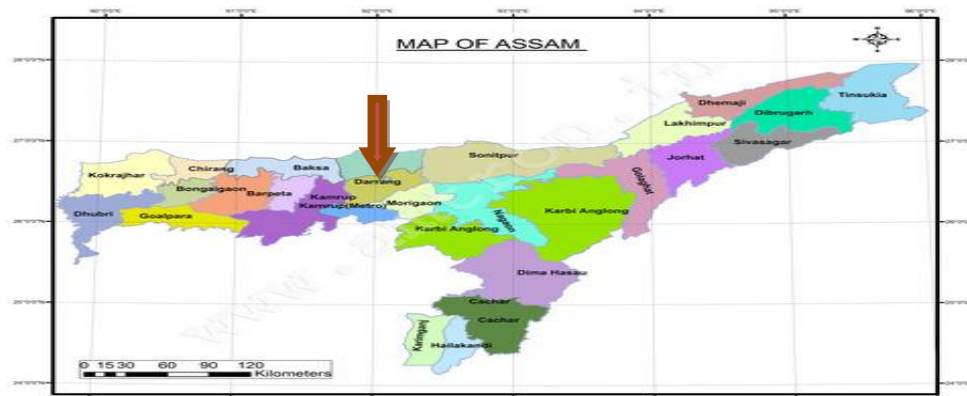 MAP OF ASSAM
Tinsukia
Dhemaji
Dibrugarh
Lakhimpur
Sivasagar
Jorhat
Sonitpur
Golaghat
Chirang
Baksa
Kokrajhar
Darrang
Bongaigaon
Barpeta
Kamrup
Morigaon
Kamrup(Metro)
Dhubri
Goalpara
Nagaon
Karbi Anglong
Karbi Anglong
Dima Hasau
Cachar
Cachar
Karimganj
Hailakandi
0 15 30 60 90 120
Kilometers